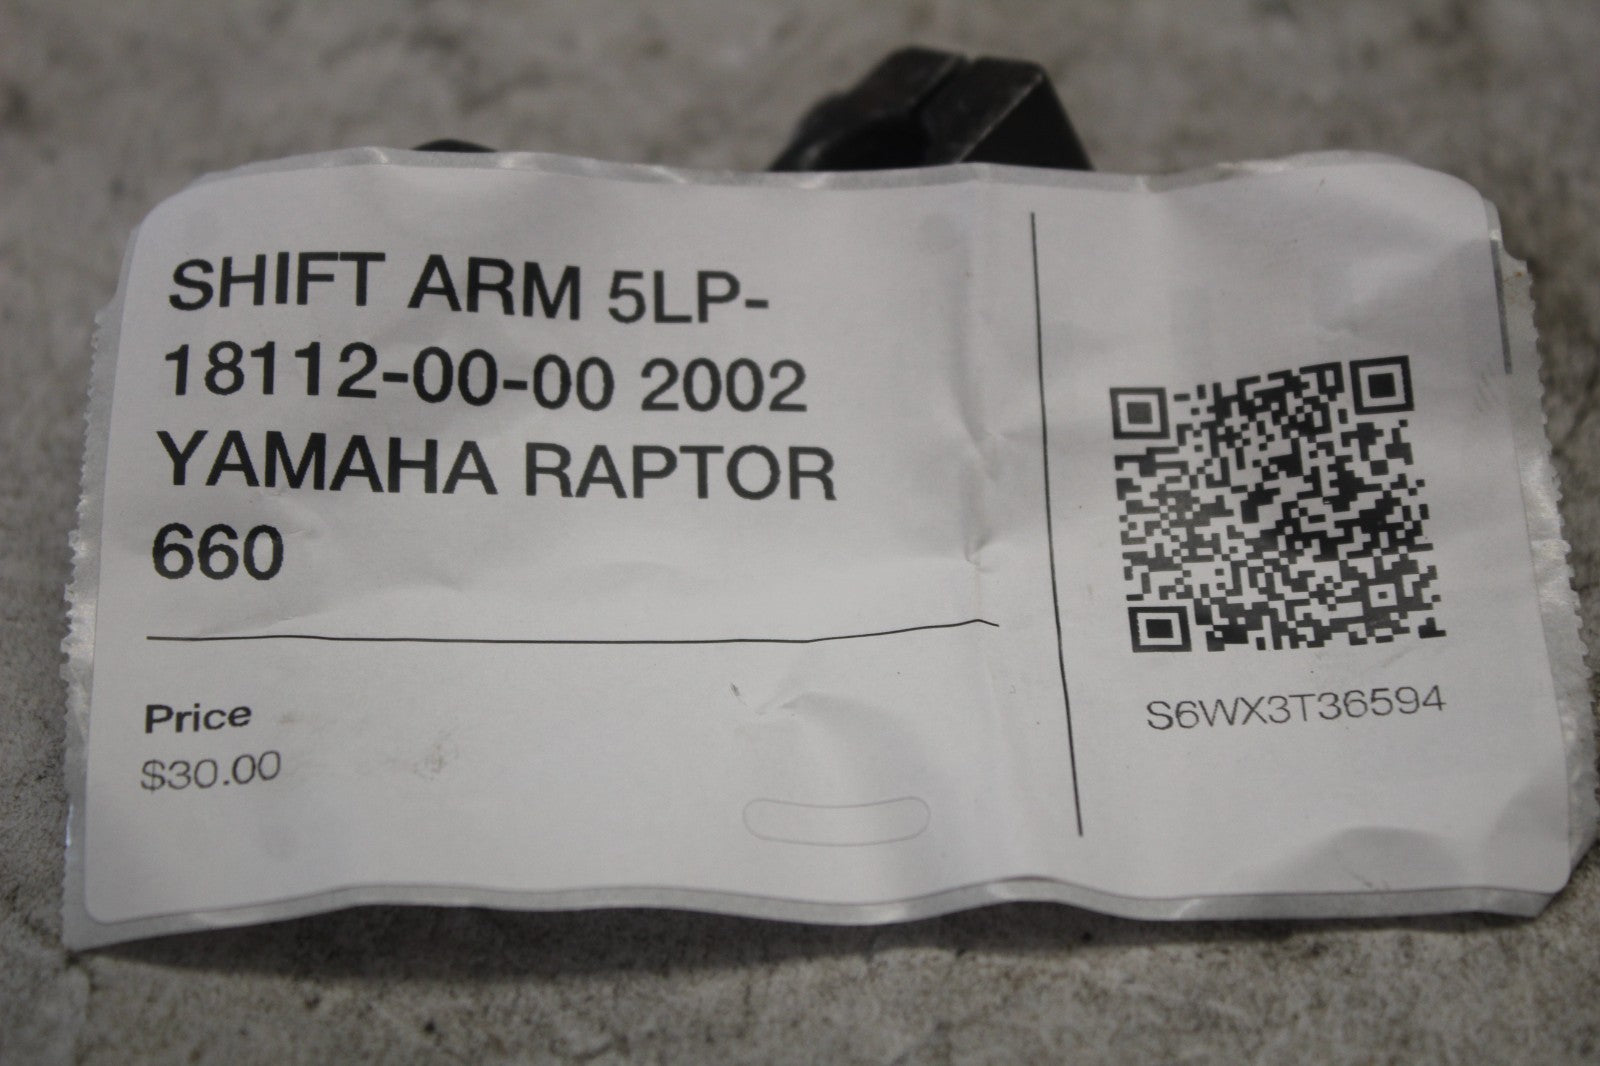 SHIFT ARM 5LP-
18112-00-00 2002
YAMAHA RAPTOR
660
Price
$30.00
S6WX3T36594